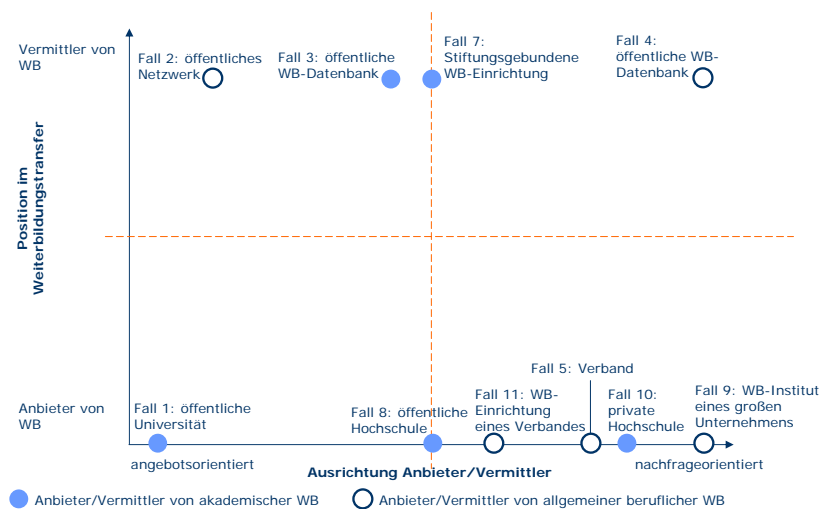 Vermittler von
WB
Fall 2: öffentliches
Netzwerk
Fall 3: öffentliche
WB-Datenbank
Fall 7:
Stiftungsgebundene
WB-Einrichtung
Fall 4:
öffentliche WB-
Datenbank
Position im
Weiterbildungstransfer
Anbieter von
WB
Fall 1: öffentliche
Universität
Fall 8: öffentliche
Hochschule
Fall 11: WB-
Einrichtung
eines Verbandes
Fall 5: Verband
Fall 10:
private
Hochschule
Fall 9: WB-Institut
eines großen
Unternehmens
angebotsorientiert
Ausrichtung Anbieter/Vermittler
nachfrageorientiert
Anbieter/Vermittler von akademischer WB
Anbieter/Vermittler von allgemeiner beruflicher WB